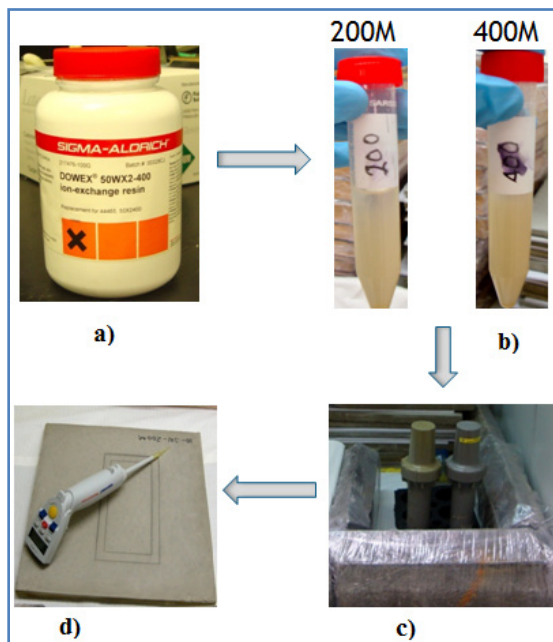 200M 400M
SIGMA-ALDRICH
DOWEX® 50WX2-400
ion-exchange resin
200
400
a)
b)
d)
c)